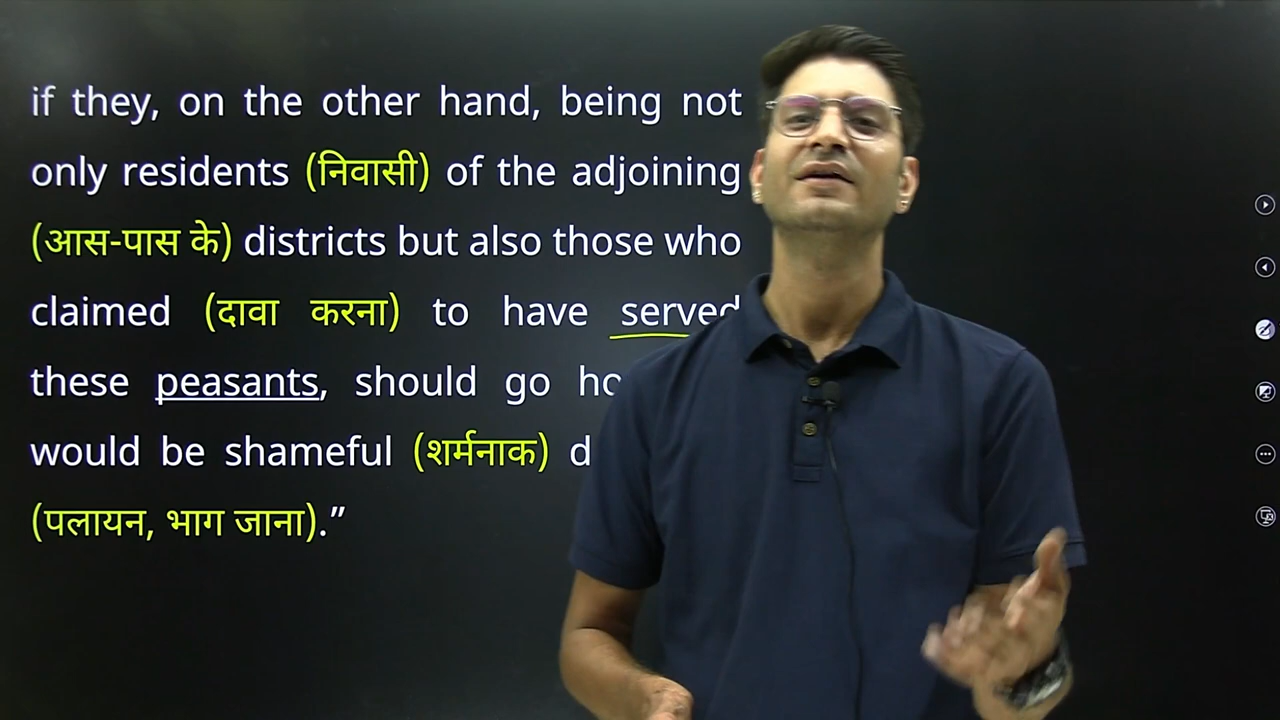 if they, on the other hand, being not
only residents (निवासी) of the adjoining
(आस-पास के) districts but also those who
claimed (दावा करना) to have served
these peasants, should go
would be shameful (शर्मनाक)
(पलायन, भाग जाना).”